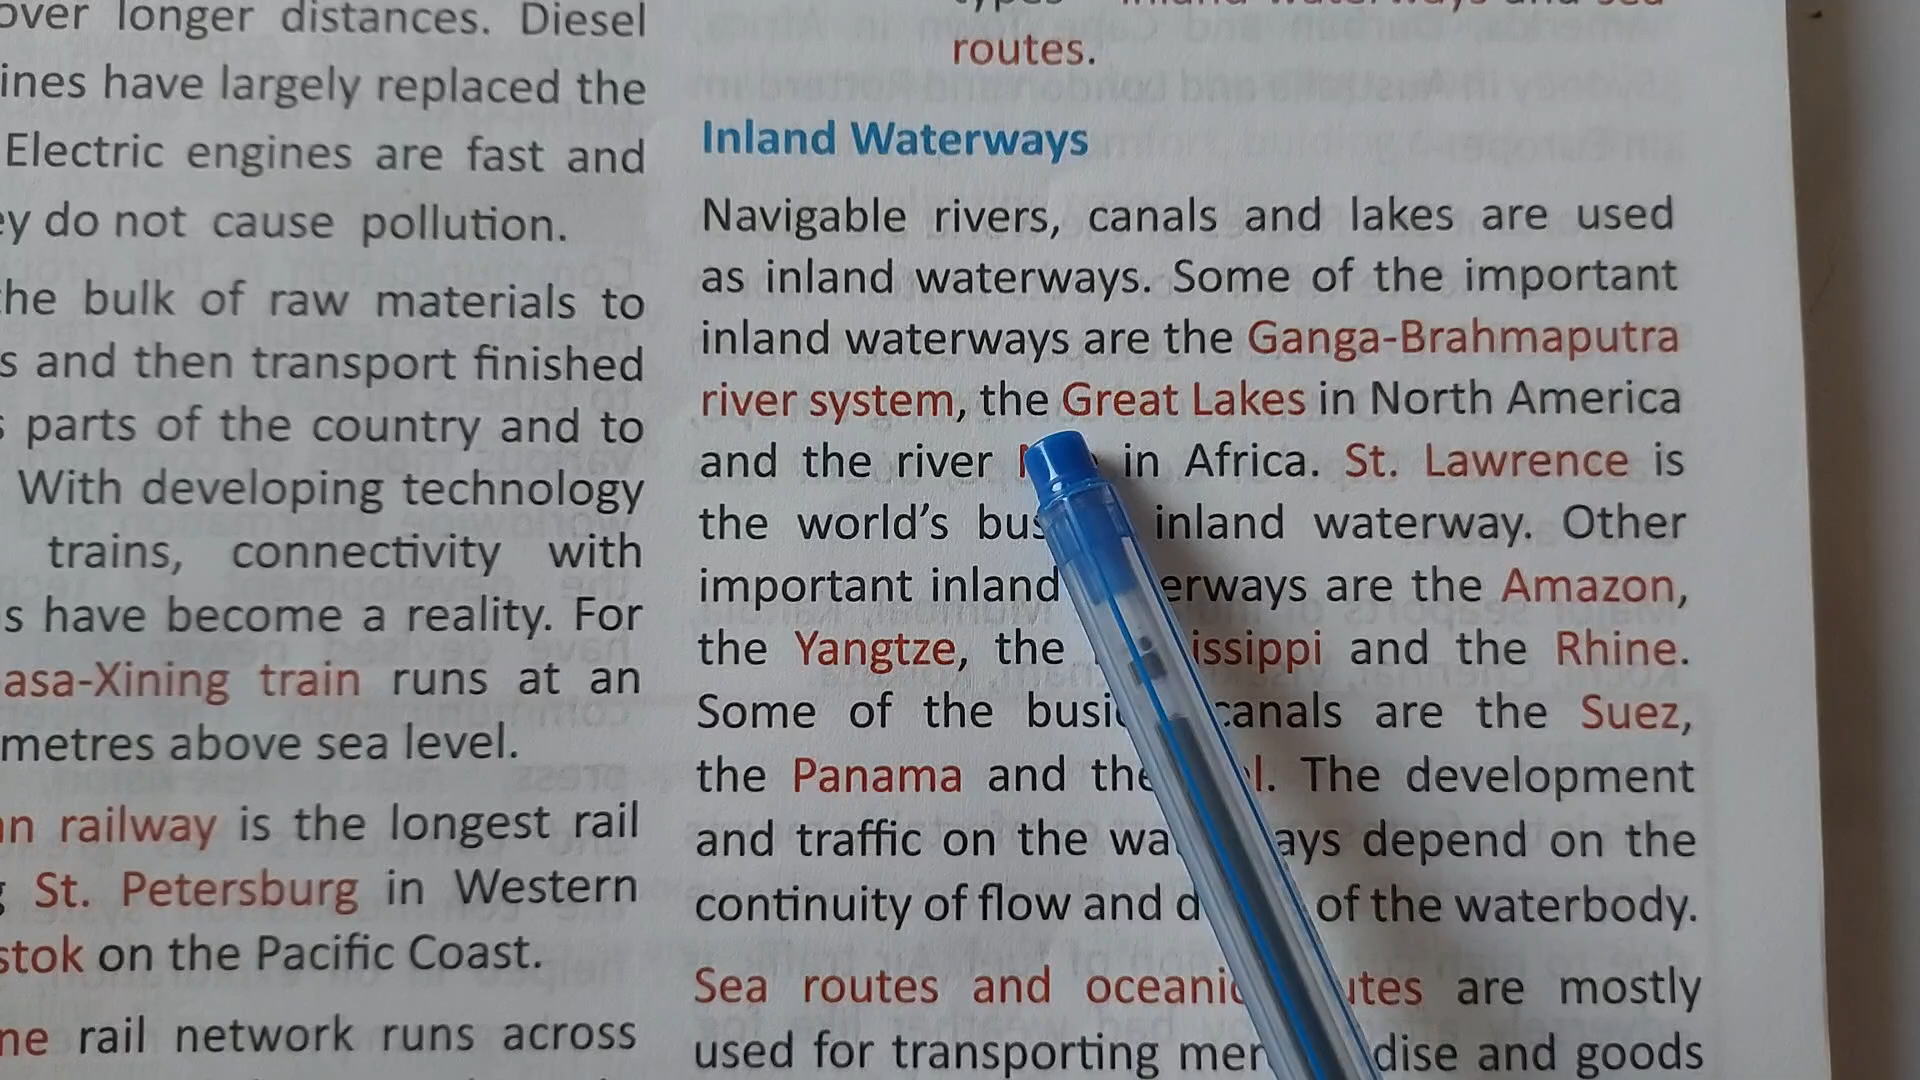 over longer distances. Diesel
ines have largely replaced the
Electric engines are fast and
ey do not cause pollution.
the bulk of raw materials to
s and then transport finished
s parts of the country and to
With developing technology
trains, connectivity with
s have become a reality. For
asa-Xining train runs at an
metres above sea level.
an railway is the longest rail
g St. Petersburg in Western
stok on the Pacific Coast.
ne rail network runs across
routes.
Inland Waterways
Navigable rivers, canals and lakes are used
as inland waterways. Some of the important
inland waterways are the Ganga-Brahmaputra
river system, the Great Lakes in North America
and the river in Africa. St. Lawrence is
the world's bus inland waterway. Other
important inland erways are the Amazon,
the Yangtze, the issippi and the Rhine.
Some of the busi canals are the Suez,
the Panama and the l. The development
and traffic on the wa ays depend on the
continuity of flow and d of the waterbody.
Sea routes and oceanic utes are mostly
used for transporting mer dise and goods